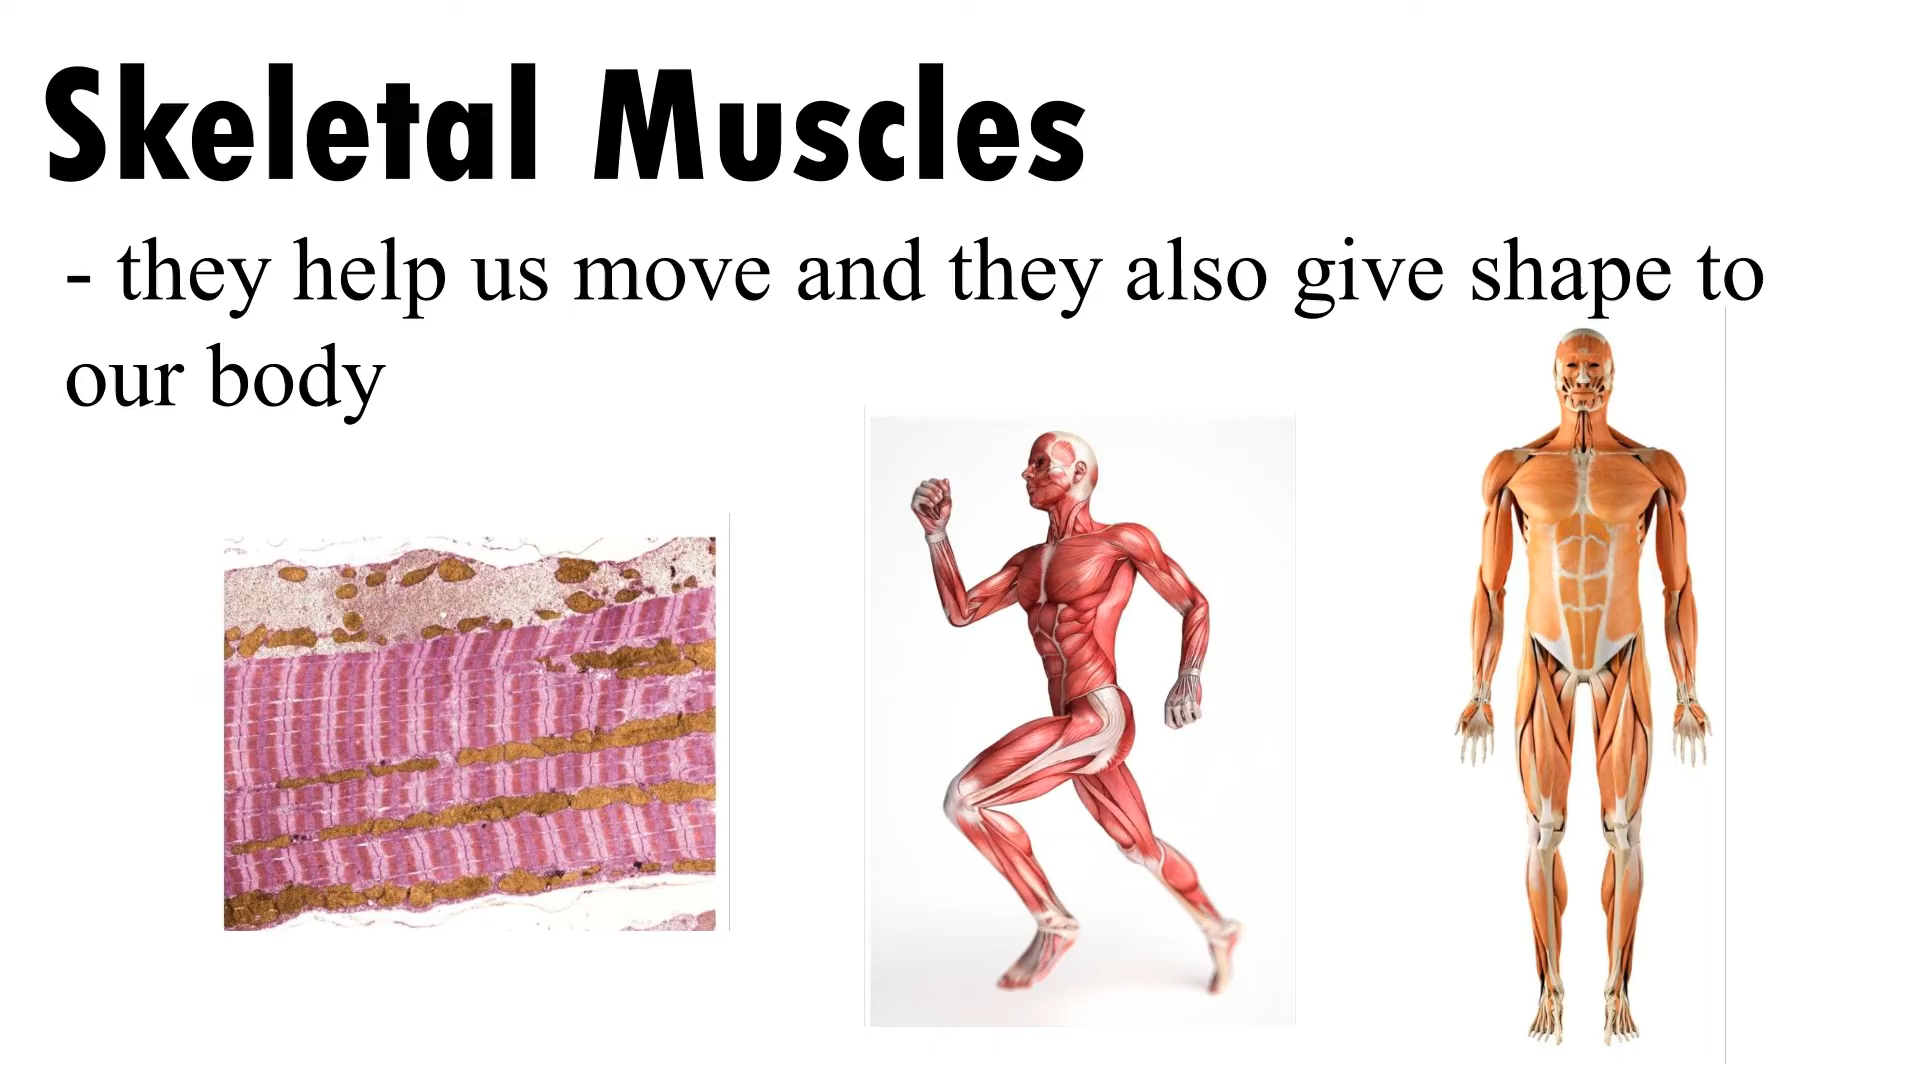 Skeletal Muscles
- they help us move and they also give shape to
our body